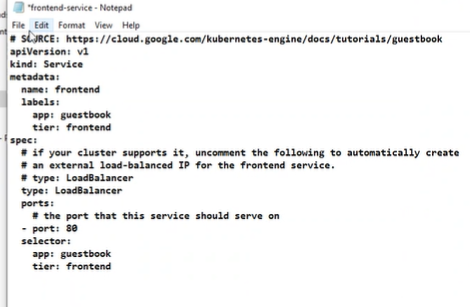 *frontend-service - Notepad
File Edit Format View Help
# SOURCE: https://cloud.google.com/kubernetes-engine/docs/tutorials/guestbook
apiVersion: v1
kind: Service
metadata:
  name: frontend
  labels:
    app: guestbook
    tier: frontend
spec:
  # if your cluster supports it, uncomment the following to automatically create
  # an external load-balanced IP for the frontend service.
  # type: LoadBalancer
  type: LoadBalancer
  ports:
    # the port that this service should serve on
  - port: 80
  selector:
    app: guestbook
    tier: frontend